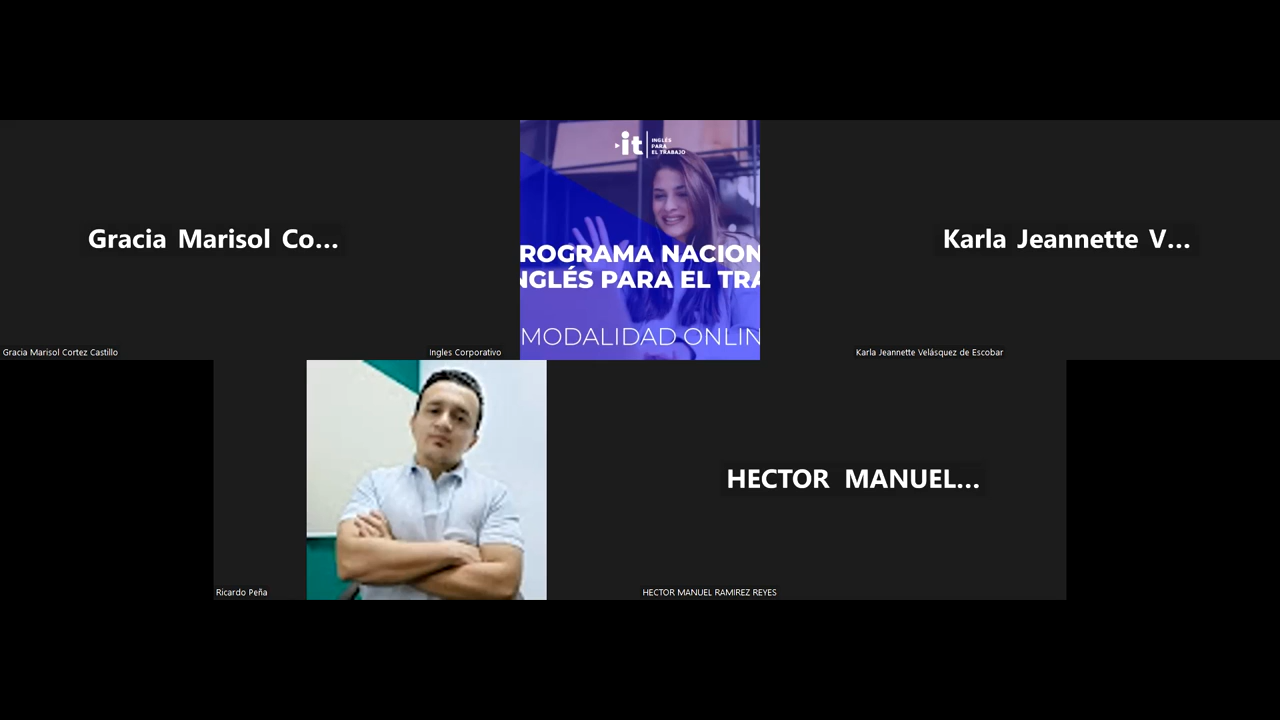 Gracia Marisol Co...
Gracia Marisol Cortez Castillo
it
INGLÉS
PARA
EL TRABAJO
ROGRAMA NACION
NGLÉS PARA EL TRA
MODALIDAD ONLIN
Ingles Corporativo
Karla Jeannette V...
Karla Jeannette Velásquez de Escobar
Ricardo Peña
HECTOR MANUEL...
HECTOR MANUEL RAMIREZ REYES